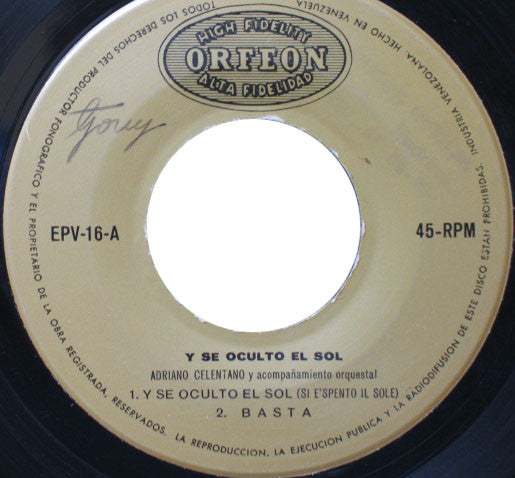 HIGH FIDELITY
ORFEON
ALTA FIDELIDAD
EPV-16-A
45-RPM
Y SE OCULTO EL SOL
ADRIANO CELENTANO y acompañamiento orquestal
1. Y SE OCULTO EL SOL (SI E'SPENTO IL SOLE)
2. BASTA
TODOS LOS DERECHOS DEL PRODUCTOR FONOGRAFICO Y EL PROPIETARIO DE LA OBRA REGISTRADA, RESERVADOS. LA REPRODUCCION, LA EJECUCION PUBLICA Y LA RADIODIFUSION DE ESTE DISCO ESTAN PROHIBIDAS. INDUSTRIA VENEZOLANA. HECHO EN VENEZUELA